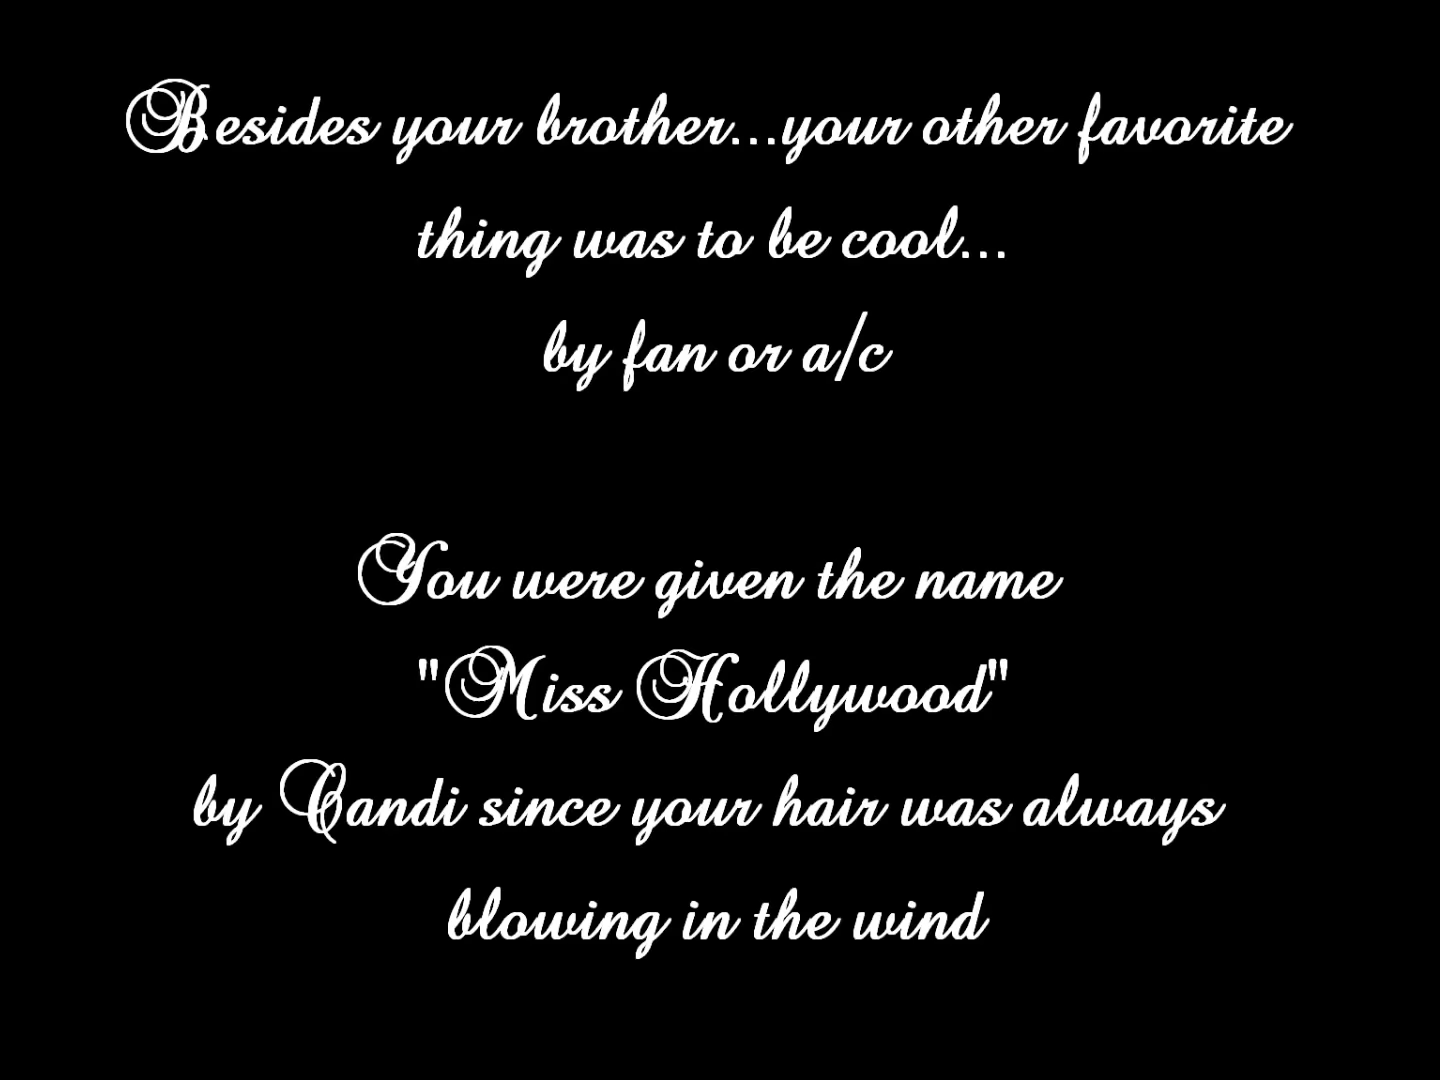 Besides your brother...your other favorite
thing was to be cool...
by fan or a/c
You were given the name
"Miss Hollywood"
by Candi since your hair was always
blowing in the wind